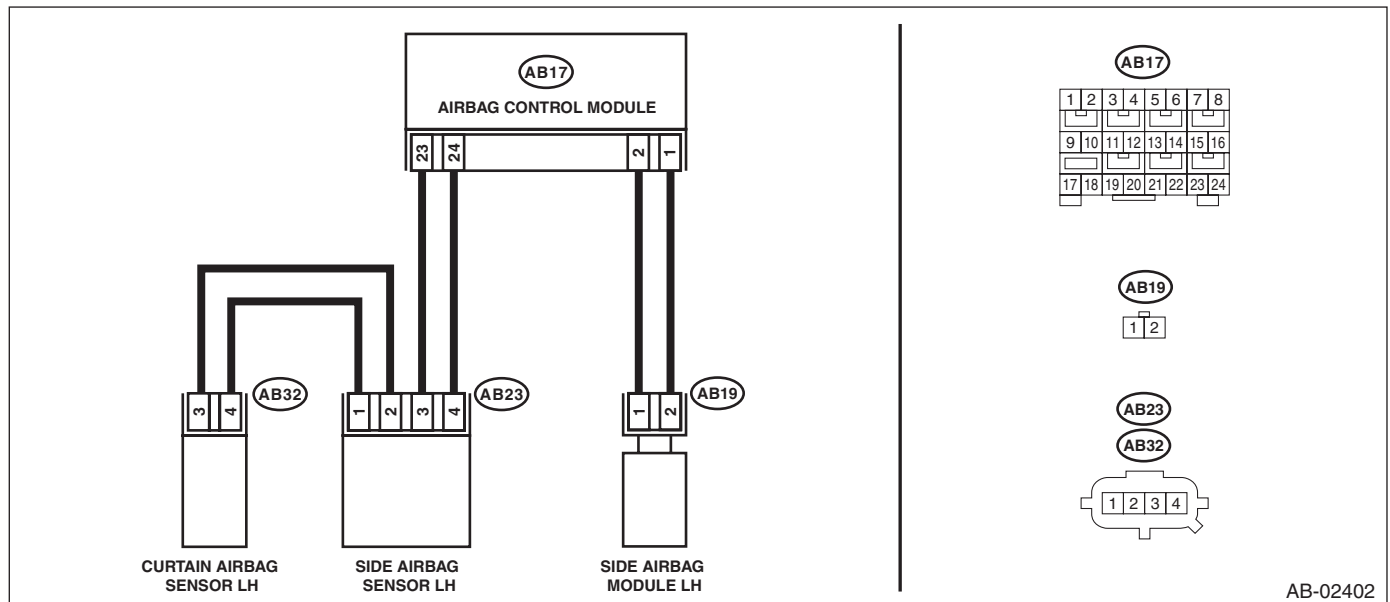 AB17
AIRBAG CONTROL MODULE
23 24 2 1
AB32
3 4
AB23
1 2 3 4
AB19
1 2
CURTAIN AIRBAG
SENSOR LH
SIDE AIRBAG
SENSOR LH
SIDE AIRBAG
MODULE LH
AB17
1 2 3 4 5 6 7 8
9 10 11 12 13 14 15 16
17 18 19 20 21 22 23 24
AB19
1 2
AB23
AB32
1 2 3 4
AB-02402